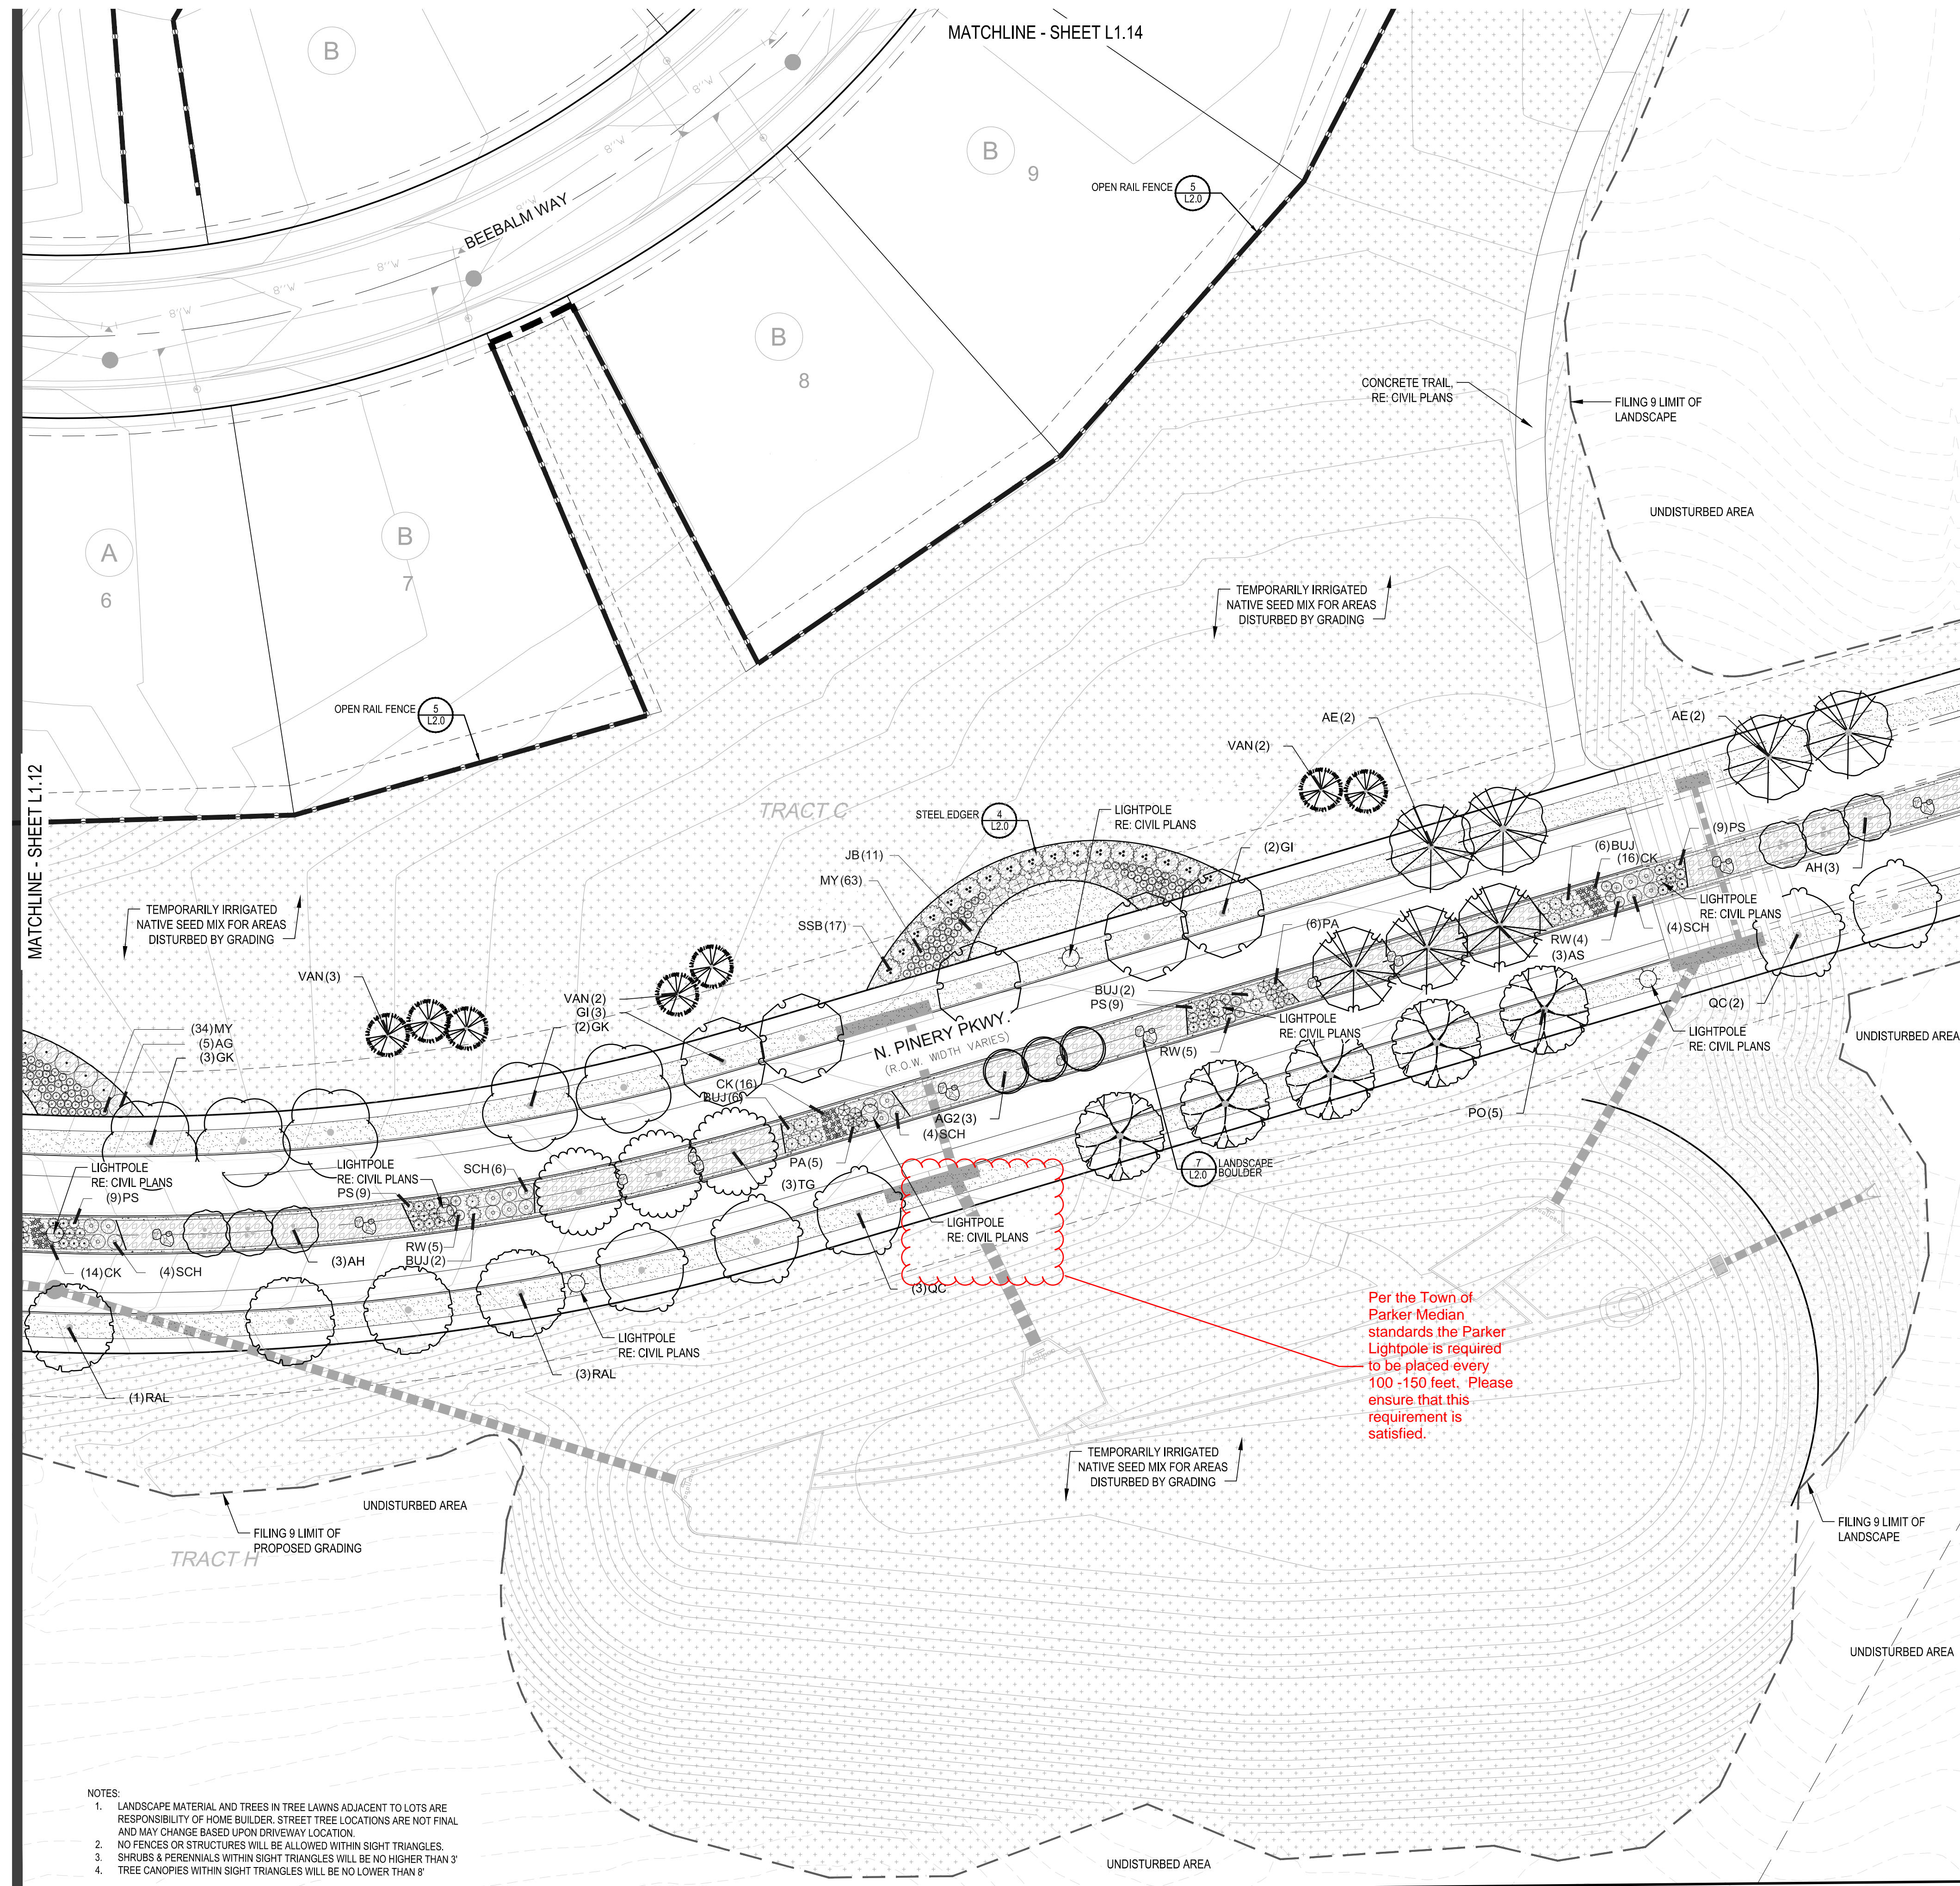 MATCHLINE - SHEET L1.14
B
8''W
8''W
B
9
OPEN RAIL FENCE
5
L2.0
BEEBALM WAY
8''W
8''W
8''W
8''W
B
8
CONCRETE TRAIL,
RE: CIVIL PLANS
FILING 9 LIMIT OF
LANDSCAPE
UNDISTURBED AREA
A
6
B
7
TEMPORARILY IRRIGATED
NATIVE SEED MIX FOR AREAS
DISTURBED BY GRADING
OPEN RAIL FENCE
5
L2.0
AE(2)
AE(2)
VAN(2)
MATCHLINE - SHEET L1.12
TRACT C
STEEL EDGER
4
L2.0
LIGHTPOLE
RE: CIVIL PLANS
(2)GI
JB(11)
MY(63)
SSB(17)
(9)PS
(6)BUJ
(16)CK
AH(3)
LIGHTPOLE
RE: CIVIL PLANS
(4)SCH
RW(4)
(3)AS
(6)PA
TEMPORARILY IRRIGATED
NATIVE SEED MIX FOR AREAS
DISTURBED BY GRADING
VAN(3)
VAN(2)
GI(3)
(2)GK
BUJ(2)
PS(9)
LIGHTPOLE
RE: CIVIL PLANS
RW(5)
QC(2)
LIGHTPOLE
RE: CIVIL PLANS
UNDISTURBED AREA
(34)MY
(5)AG
(3)GK
N. PINERY PKWY.
(R.O.W. WIDTH VARIES)
CK(16)
BUJ(6)
AG2(3)
(4)SCH
PO(5)
PA(5)
(3)TG
7
L2.0
LANDSCAPE
BOULDER
LIGHTPOLE
RE: CIVIL PLANS
(9)PS
LIGHTPOLE
RE: CIVIL PLANS
PS(9)
SCH(6)
LIGHTPOLE
RE: CIVIL PLANS
RW(5)
BUJ(2)
(3)AH
(14)CK
(4)SCH
(3)QC
LIGHTPOLE
RE: CIVIL PLANS
(3)RAL
(1)RAL
Per the Town of
Parker Median
standards the Parker
Lightpole is required
to be placed every
100 -150 feet. Please
ensure that this
requirement is
satisfied.
TEMPORARILY IRRIGATED
NATIVE SEED MIX FOR AREAS
DISTURBED BY GRADING
UNDISTURBED AREA
FILING 9 LIMIT OF
PROPOSED GRADING
TRACT H
FILING 9 LIMIT OF
LANDSCAPE
UNDISTURBED AREA
NOTES:
1. LANDSCAPE MATERIAL AND TREES IN TREE LAWNS ADJACENT TO LOTS ARE
RESPONSIBILITY OF HOME BUILDER. STREET TREE LOCATIONS ARE NOT FINAL
AND MAY CHANGE BASED UPON DRIVEWAY LOCATION.
2. NO FENCES OR STRUCTURES WILL BE ALLOWED WITHIN SIGHT TRIANGLES.
3. SHRUBS & PERENNIALS WITHIN SIGHT TRIANGLES WILL BE NO HIGHER THAN 3'
4. TREE CANOPIES WITHIN SIGHT TRIANGLES WILL BE NO LOWER THAN 8'
UNDISTURBED AREA